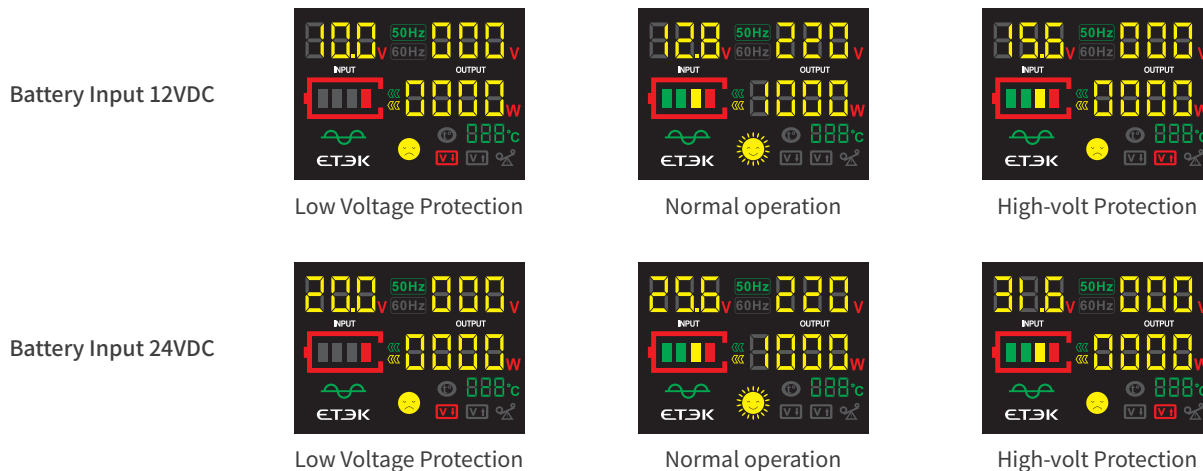 10.0 V 50Hz 000 V
60Hz
INPUT OUTPUT
0000 W
888 °C
ETEK V↓ V↑
12.8 V 50Hz 220 V
60Hz
INPUT OUTPUT
1000 W
888 °C
ETEK V↓ V↑
15.6 V 50Hz 000 V
60Hz
INPUT OUTPUT
0000 W
888 °C
ETEK V↓ V↑
Battery Input 12VDC
Low Voltage Protection
Normal operation
High-volt Protection
20.0 V 50Hz 000 V
60Hz
INPUT OUTPUT
0000 W
888 °C
ETEK V↓ V↑
25.6 V 50Hz 220 V
60Hz
INPUT OUTPUT
1000 W
888 °C
ETEK V↓ V↑
31.6 V 50Hz 000 V
60Hz
INPUT OUTPUT
0000 W
888 °C
ETEK V↓ V↑
Battery Input 24VDC
Low Voltage Protection
Normal operation
High-volt Protection